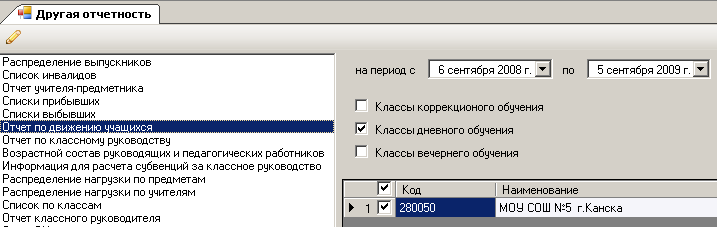 Другая отчетность
Распределение выпускников
Список инвалидов
Отчет учителя-предметника
Списки прибывших
Списки выбывших
Отчет по движению учащихся
Отчет по классному руководству
Возрастной состав руководящих и педагогических работников
Информация для расчета субвенций за классное руководство
Распределение нагрузки по предметам
Распределение нагрузки по учителям
Список по классам
Отчет классного руководителя
на период с 6 сентября 2008 г. по 5 сентября 2009 г.
Классы коррекционого обучения
Классы дневного обучения
Классы вечернего обучения
Код Наименование
1 280050 МОУ СОШ №5 г.Канска